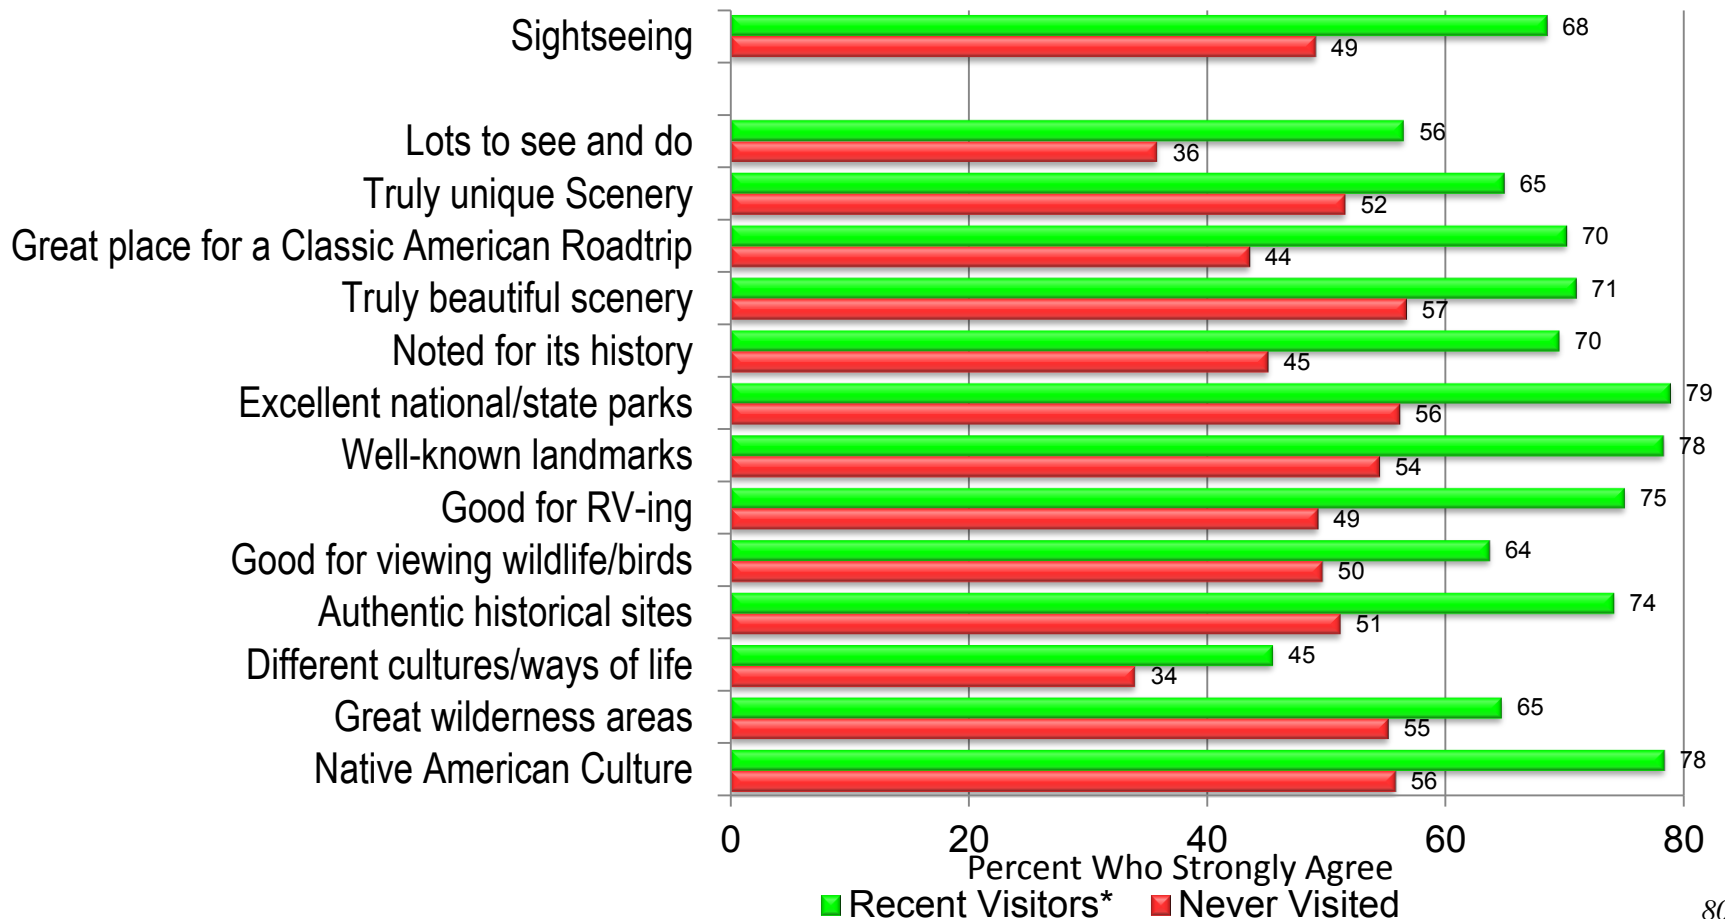 Sightseeing 68
49
Lots to see and do 56
36
Truly unique Scenery 65
52
Great place for a Classic American Roadtrip 70
44
Truly beautiful scenery 71
57
Noted for its history 70
45
Excellent national/state parks 79
56
Well-known landmarks 78
54
Good for RV-ing 75
49
Good for viewing wildlife/birds 64
50
Authentic historical sites 74
51
Different cultures/ways of life 45
34
Great wilderness areas 65
55
Native American Culture 78
56
0 20 40 60 80
Percent Who Strongly Agree
Recent Visitors* Never Visited
80